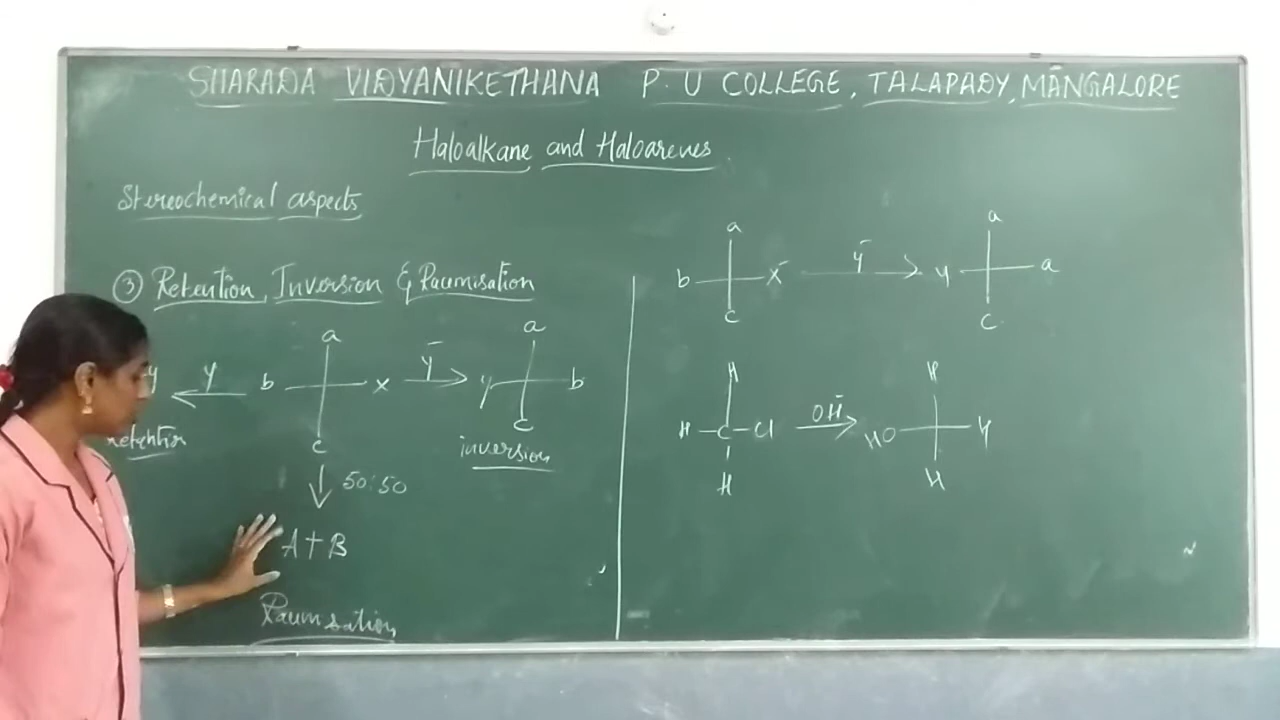 SHARADA VIDYANIKETHANA P. U COLLEGE, TALAPADY, MANGALORE
Haloalkane and Haloarenes
Stereochemical aspects
③ Retention, Inversion & Racemisation
a
y ← y b x y⁻ → y b
a
c
c
retention
inversion
↓ 50:50
A + B
Racemisation
a
b X⁻ y⁻ → y a
a
c
c
H
H – C – Cl OH⁻ → HO H
H
H
H